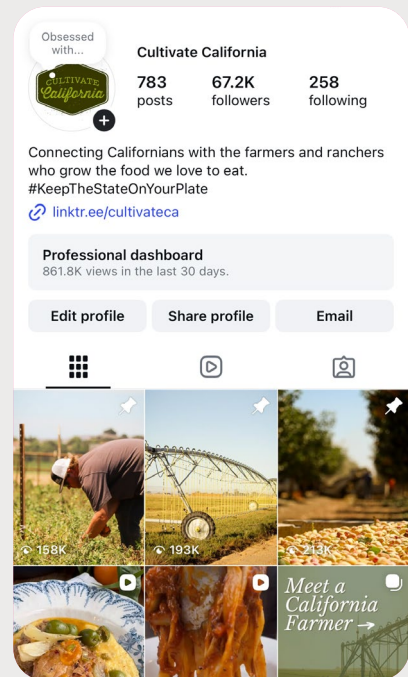 Obsessed
with...
CULTIVATE
California
Cultivate California
783
posts
67.2K
followers
258
following
Connecting Californians with the farmers and ranchers
who grow the food we love to eat.
#KeepTheStateOnYourPlate
linktr.ee/cultivateca
Professional dashboard
861.8K views in the last 30 days.
Edit profile
Share profile
Email
158K
193K
213K
Meet a
California
Farmer →